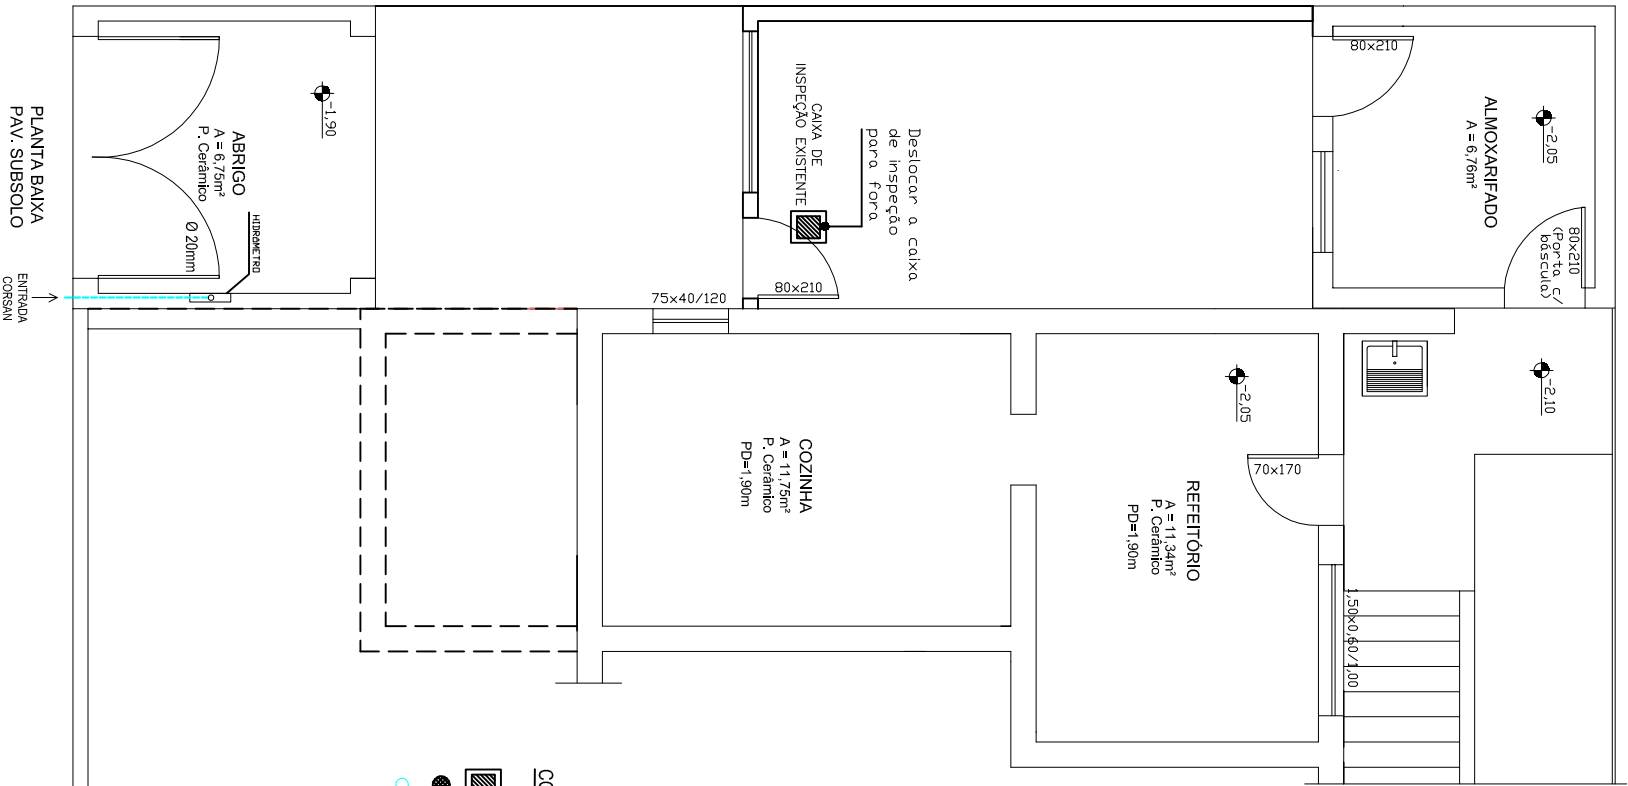 PLANTA BAIXA
PAV. SUBSOLO
ENTRADA
CORSAN
ABRIGO
A = 6,75m²
P. Cerâmico
Ø 20mm
HIDRÔMETRO
-1,90
CAIXA DE
INSPEÇÃO EXISTENTE
Deslocar a caixa
de inspeção
para fora
80x210
75x40/120
80x210
ALMOXARIFADO
A = 6,76m²
-2,05
80x210
(Porta c/
báscula)
-2,10
COZINHA
A = 11,75m²
P. Cerâmico
PD=1,90m
-2,05
70x170
REFEITÓRIO
A = 11,34m²
P. Cerâmico
PD=1,90m
1,50x0,60/1,00